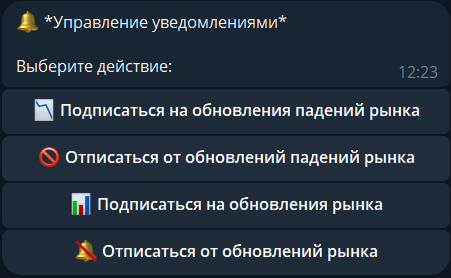 🔔 *Управление уведомлениями*
Выберите действие:
12:23
📉 Подписаться на обновления падений рынка
🚫 Отписаться от обновлений падений рынка
📊 Подписаться на обновления рынка
🔕 Отписаться от обновлений рынка